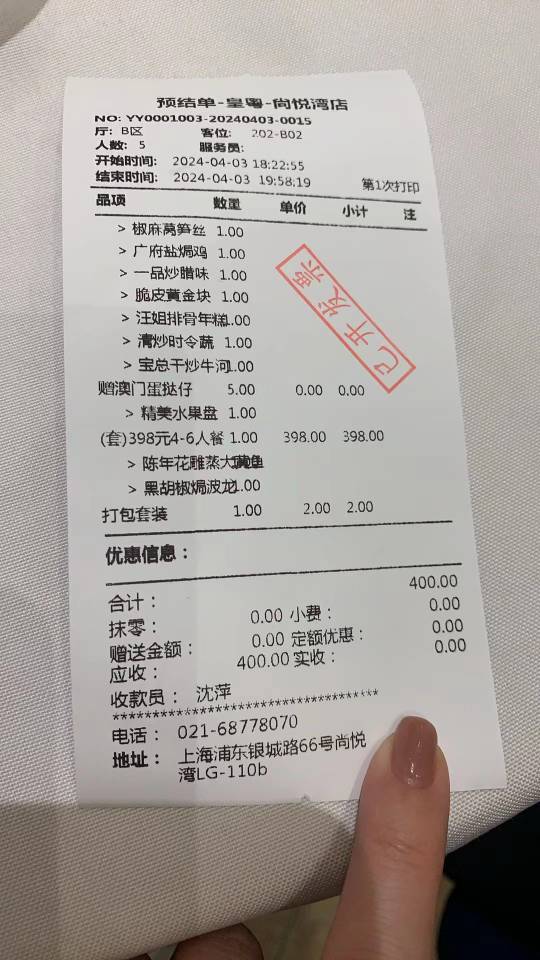 预结单-皇粤-尚悦湾店
NO: YY0001003-20240403-0015
厅: B区 客位: 202-B02
人数: 5 服务员:
开始时间: 2024-04-03 18:22:55
结束时间: 2024-04-03 19:58:19 第1次打印
品项 数量 单价 小计 注
> 椒麻莴笋丝 1.00
> 广府盐焗鸡 1.00
> 一品炒腊味 1.00
> 脆皮黄金块 1.00
> 汪姐排骨年糕1.00
> 清炒时令蔬 1.00
> 宝总干炒牛河1.00
赠澳门蛋挞仔 5.00 0.00 0.00
> 精美水果盘 1.00
(套)398元4-6人餐 1.00 398.00 398.00
> 陈年花雕蒸大黄鱼 1.00
> 黑胡椒焗波龙1.00
打包套装 1.00 2.00 2.00
已开发票
优惠信息：
合计： 400.00
抹零： 0.00 小费： 0.00
赠送金额： 0.00 定额优惠： 0.00
应收： 400.00 实收： 0.00
收款员： 沈萍
****************************************
电话： 021-68778070
地址： 上海浦东银城路66号尚悦
湾LG-110b